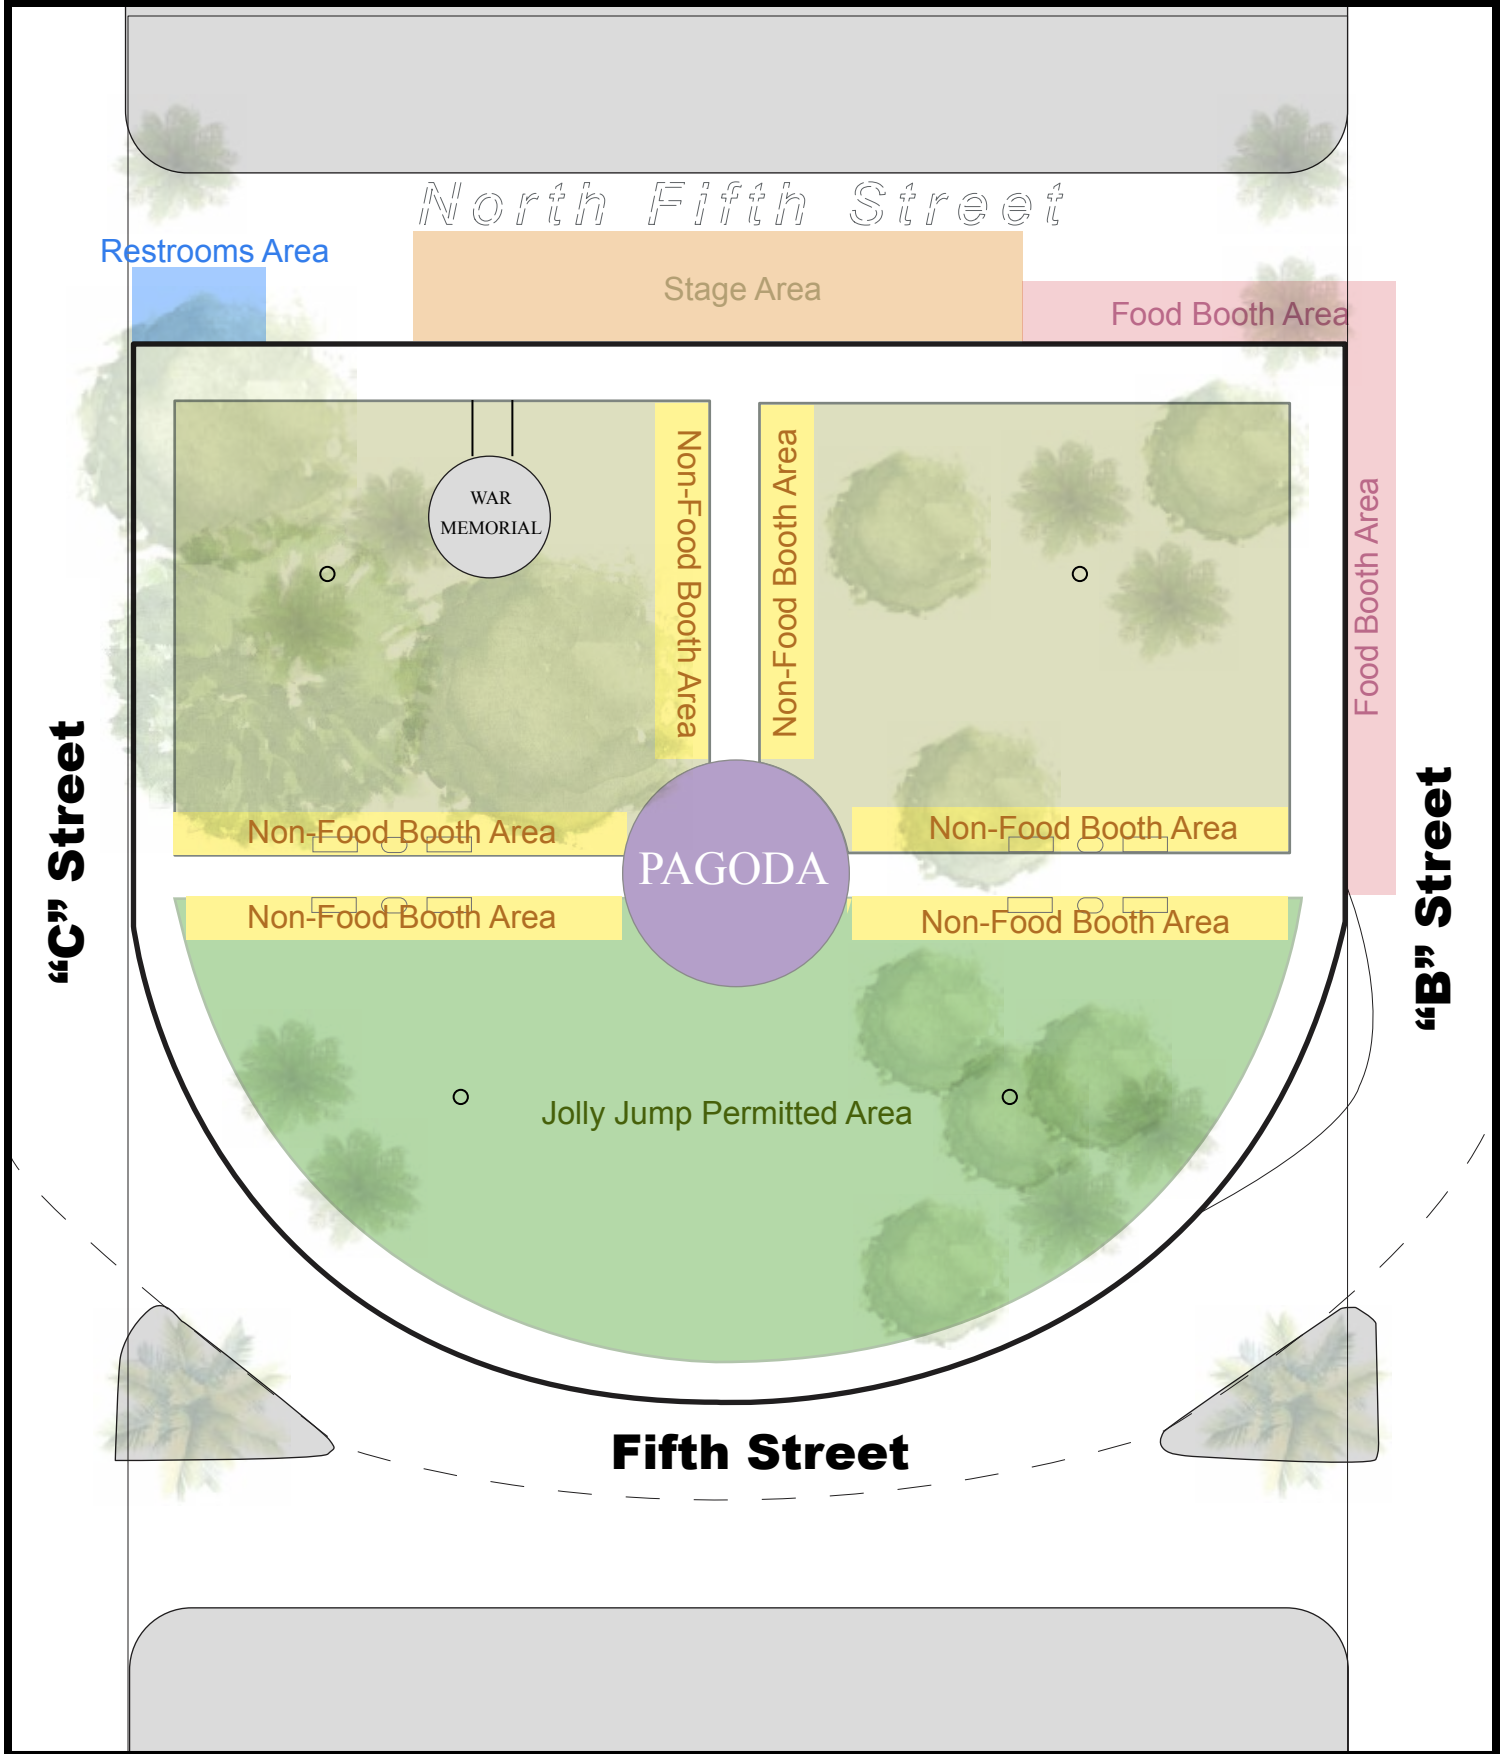 North Fifth Street
Restrooms Area
Stage Area
Food Booth Area
Non-Food Booth Area
Non-Food Booth Area
Food Booth Area
WAR
MEMORIAL
"C" Street
"B" Street
Non-Food Booth Area
Non-Food Booth Area
PAGODA
Non-Food Booth Area
Non-Food Booth Area
Jolly Jump Permitted Area
Fifth Street